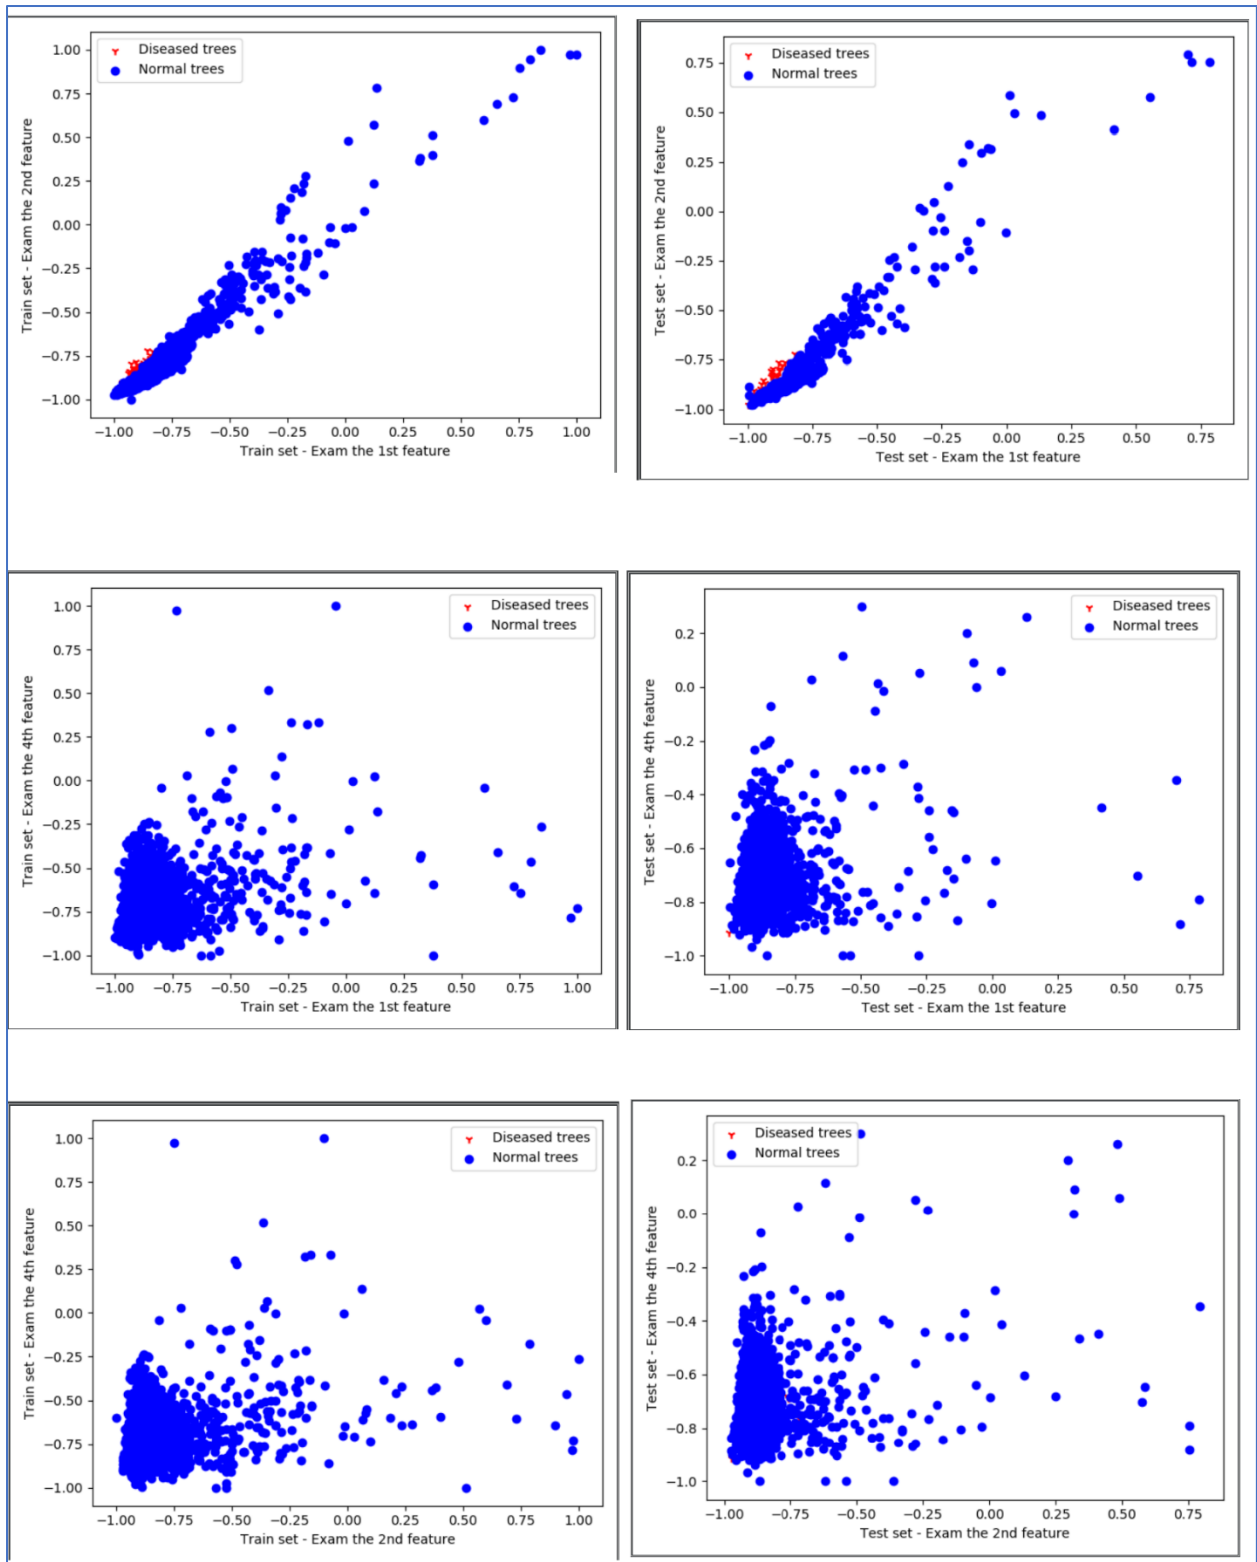 Diseased trees
Normal trees
1.00
0.75
0.50
0.25
0.00
−0.25
−0.50
−0.75
−1.00
Train set - Exam the 2nd feature
−1.00 −0.75 −0.50 −0.25 0.00 0.25 0.50 0.75 1.00
Train set - Exam the 1st feature
Diseased trees
Normal trees
0.75
0.50
0.25
0.00
−0.25
−0.50
−0.75
−1.00
Test set - Exam the 2nd feature
−1.00 −0.75 −0.50 −0.25 0.00 0.25 0.50 0.75
Test set - Exam the 1st feature
Diseased trees
Normal trees
1.00
0.75
0.50
0.25
0.00
−0.25
−0.50
−0.75
−1.00
Train set - Exam the 4th feature
−1.00 −0.75 −0.50 −0.25 0.00 0.25 0.50 0.75 1.00
Train set - Exam the 1st feature
Diseased trees
Normal trees
0.2
0.0
−0.2
−0.4
−0.6
−0.8
−1.0
Test set - Exam the 4th feature
−1.00 −0.75 −0.50 −0.25 0.00 0.25 0.50 0.75
Test set - Exam the 1st feature
Diseased trees
Normal trees
1.00
0.75
0.50
0.25
0.00
−0.25
−0.50
−0.75
−1.00
Train set - Exam the 4th feature
−1.00 −0.75 −0.50 −0.25 0.00 0.25 0.50 0.75 1.00
Train set - Exam the 2nd feature
Diseased trees
Normal trees
0.2
0.0
−0.2
−0.4
−0.6
−0.8
−1.0
Test set - Exam the 4th feature
−1.00 −0.75 −0.50 −0.25 0.00 0.25 0.50 0.75
Test set - Exam the 2nd feature